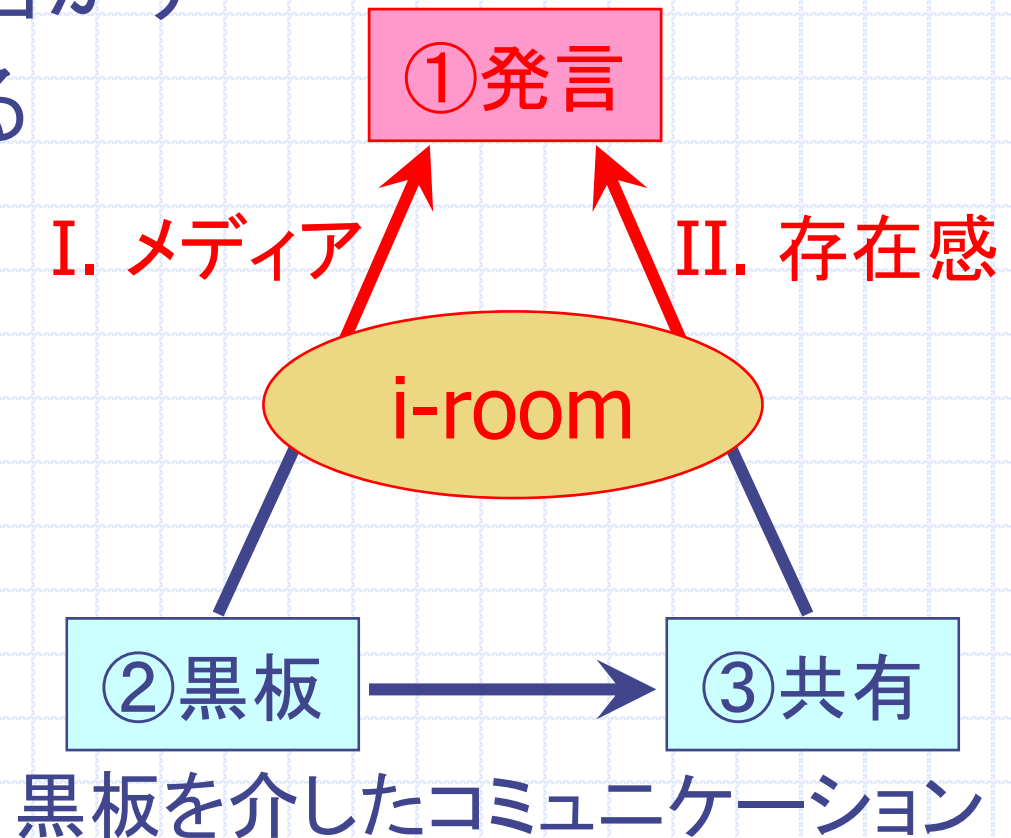 る
①発言
I. メディア
II. 存在感
i-room
②黒板
③共有
黒板を介したコミュニケーション